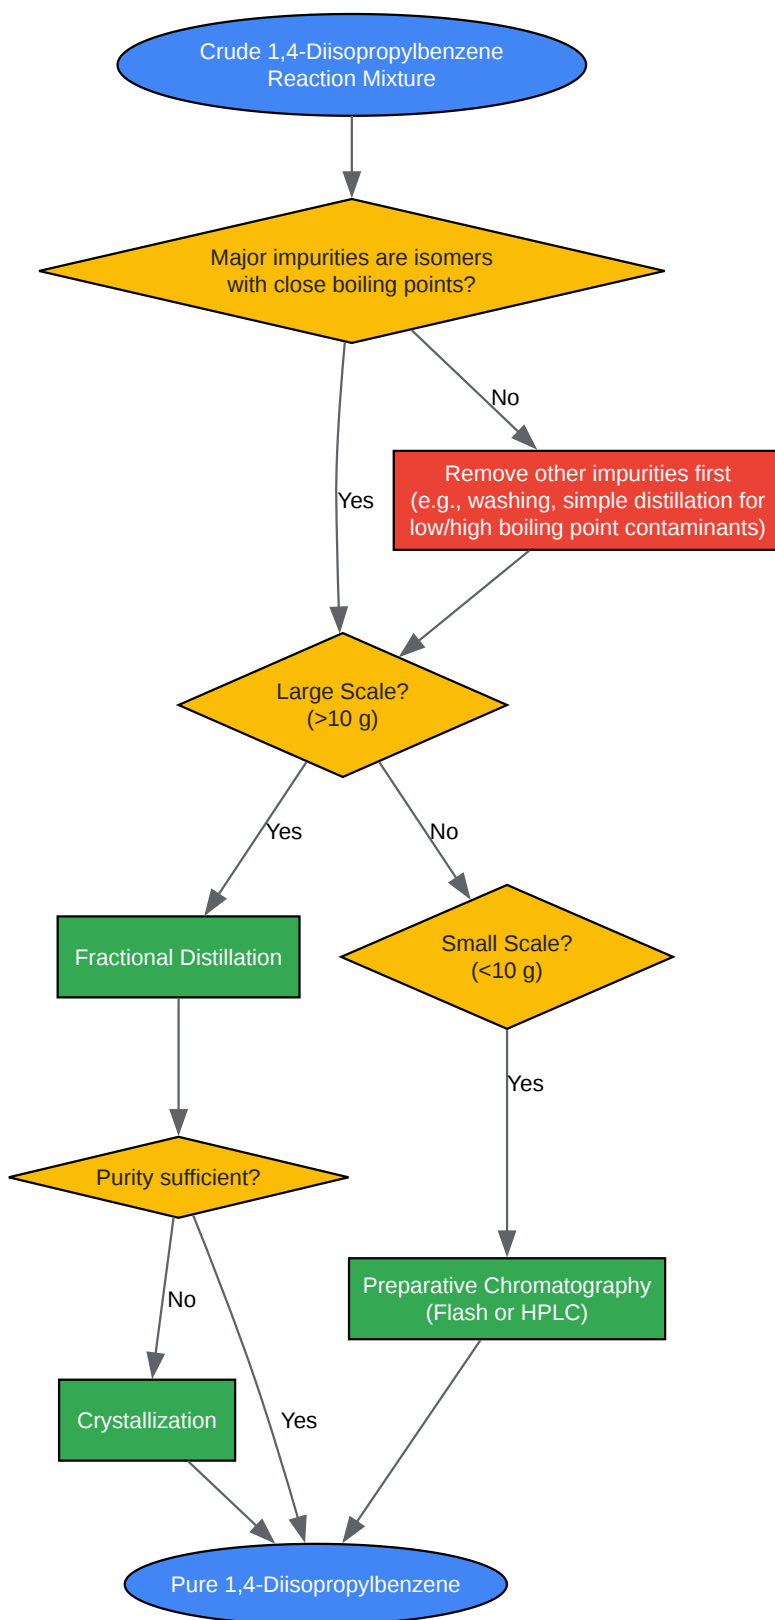 Crude 1,4-Diisopropylbenzene
Reaction Mixture
Major impurities are isomers
with close boiling points?
No
Remove other impurities first
(e.g., washing, simple distillation for
low/high boiling point contaminants)
Yes
Large Scale?
(>10 g)
Yes
No
Fractional Distillation
Small Scale?
(<10 g)
Yes
Purity sufficient?
No
Preparative Chromatography
(Flash or HPLC)
Crystallization
Yes
Pure 1,4-Diisopropylbenzene